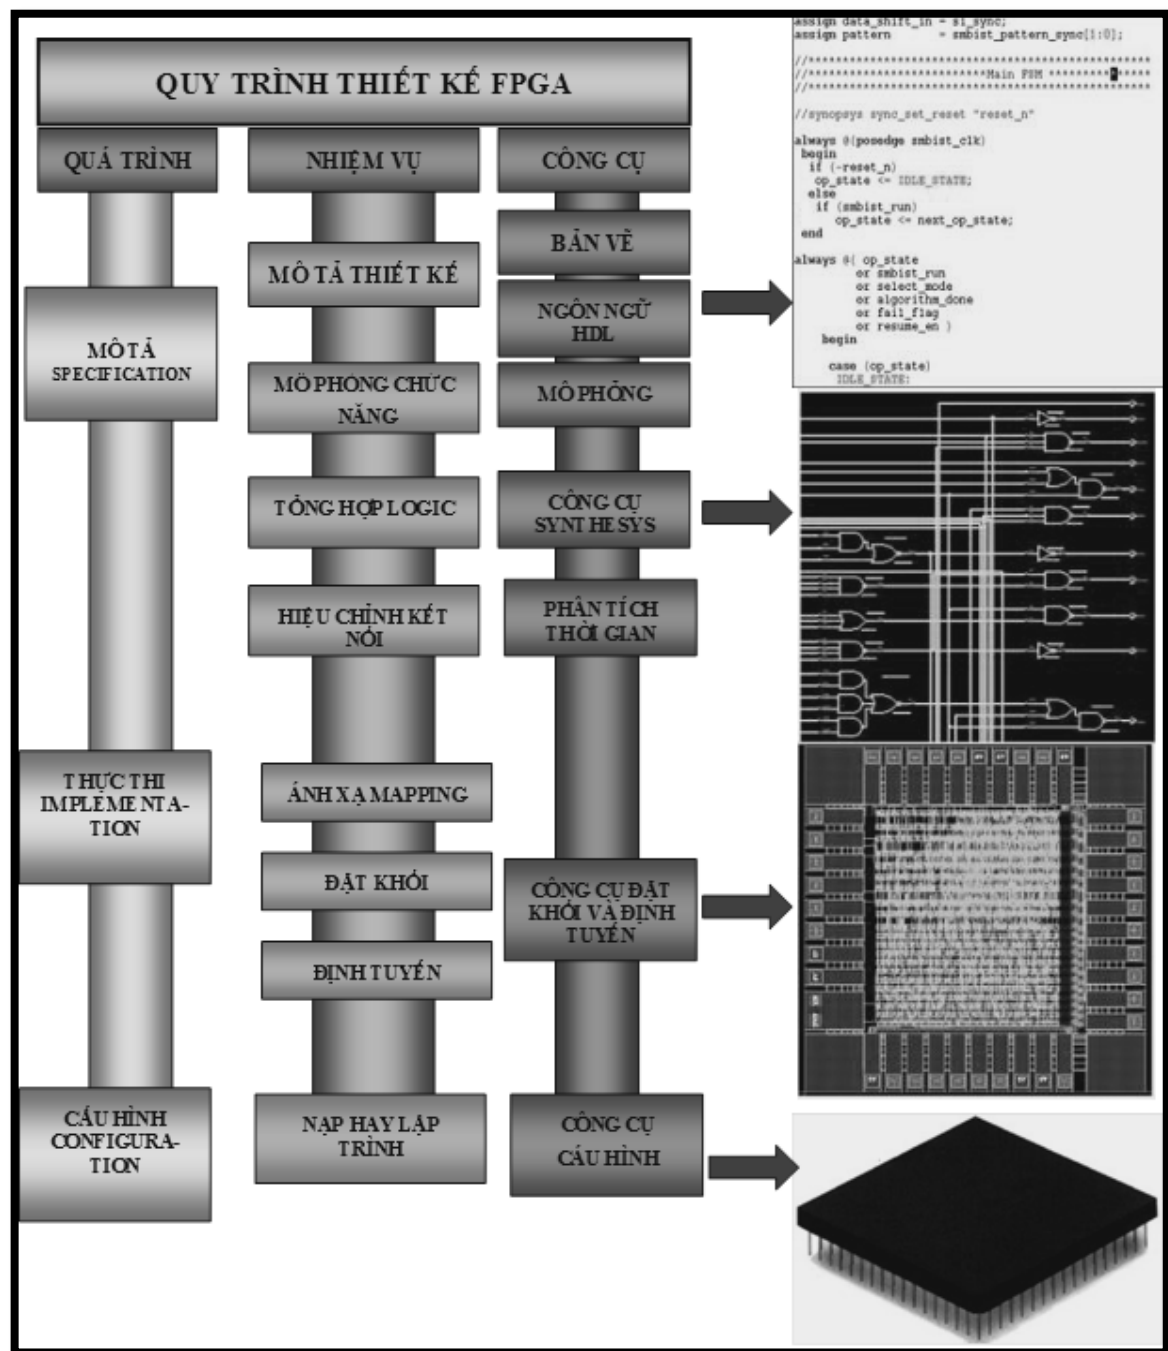 QUY TRÌNH THIẾT KẾ FPGA
QUÁ TRÌNH
MÔ TẢ
SPECIFICATION
THỰC THI
IMPLEMENTA-
TION
CẤU HÌNH
CONFIGURA-
TION
NHIỆM VỤ
MÔ TẢ THIẾT KẾ
MÔ PHỎNG CHỨC
NĂNG
TỔNG HỢP LOGIC
HIỆU CHỈNH KẾT
NỐI
ÁNH XẠ MAPPING
ĐẶT KHỐI
ĐỊNH TUYẾN
NẠP HAY LẬP
TRÌNH
CÔNG CỤ
BẢN VẼ
NGÔN NGỮ
HDL
MÔ PHỎNG
CÔNG CỤ
SYNTHESYS
PHÂN TÍCH
THỜI GIAN
CÔNG CỤ ĐẶT
KHỐI VÀ ĐỊNH
TUYẾN
CÔNG CỤ
CẤU HÌNH
assign data_shift_in = si_sync;
assign pattern = smbist_pattern_sync[1:0];
//**************************************************
//**************************Main FSM ***************
//**************************************************
//synopsys sync_set_reset "reset_n"
always @(posedge smbist_clk)
begin
if (~reset_n)
op_state <= IDLE_STATE;
else
if (smbist_run)
op_state <= next_op_state;
end
always @( op_state
or smbist_run
or select_mode
or algorithm_done
or fail_flag
or resume_en )
begin
case (op_state)
IDLE_STATE: